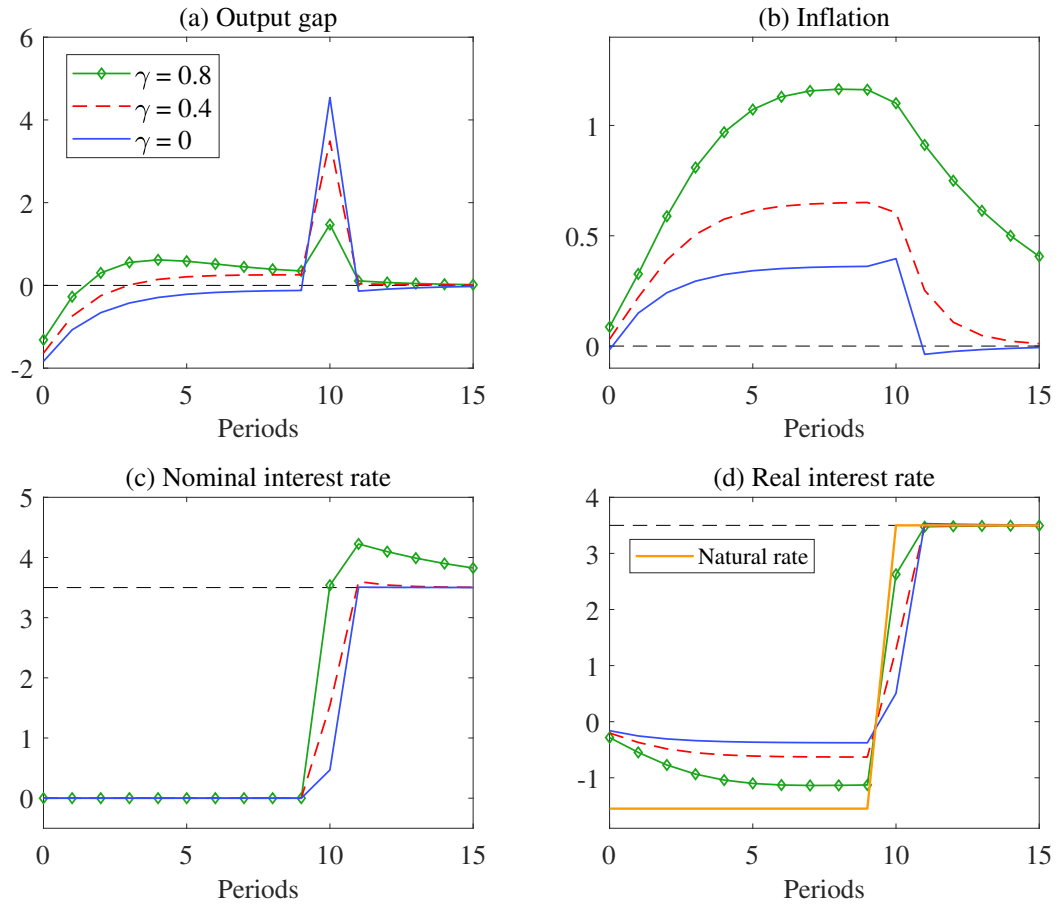 (a) Output gap
6
4
2
0
-2
γ = 0.8
γ = 0.4
γ = 0
0 5 10 15
Periods
(b) Inflation
1
0.5
0
0 5 10 15
Periods
(c) Nominal interest rate
5
4
3
2
1
0
0 5 10 15
Periods
(d) Real interest rate
4
3
2
1
0
-1
Natural rate
0 5 10 15
Periods